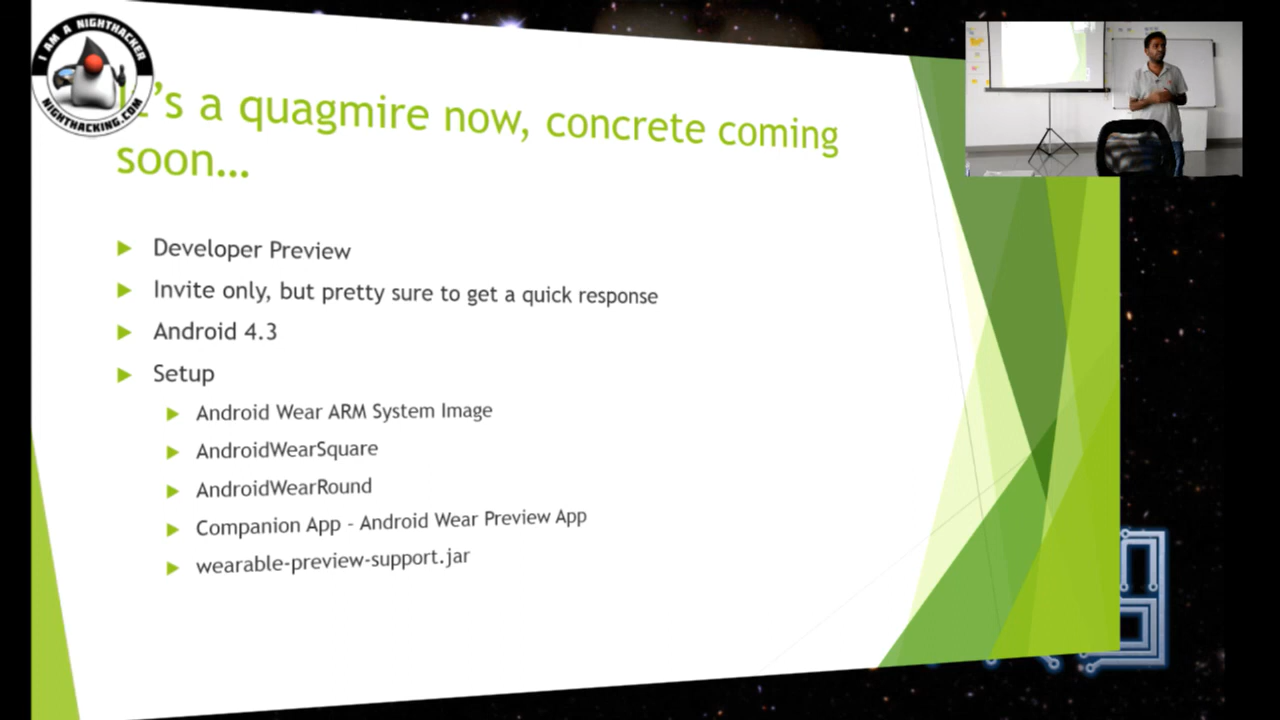 I AM A NIGHTHACKER
NIGHTHACKING.COM
It's a quagmire now, concrete coming
soon...
Developer Preview
Invite only, but pretty sure to get a quick response
Android 4.3
Setup
Android Wear ARM System Image
AndroidWearSquare
AndroidWearRound
Companion App - Android Wear Preview App
wearable-preview-support.jar